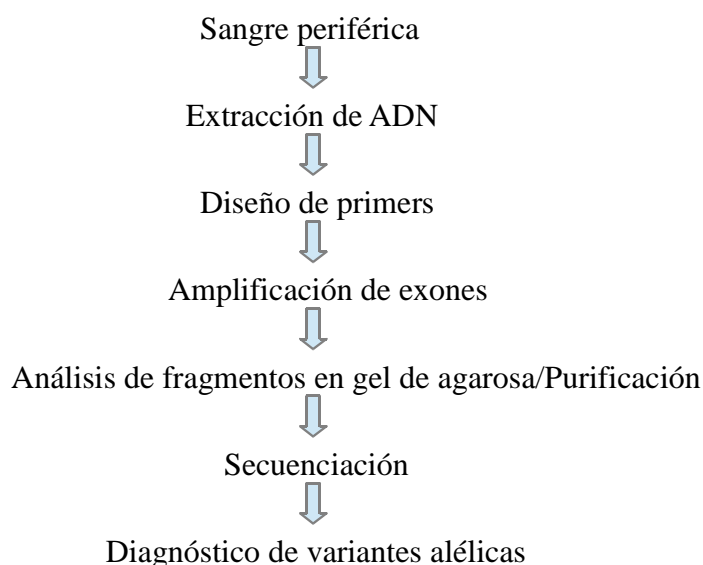 Sangre periférica
Extracción de ADN
Diseño de primers
Amplificación de exones
Análisis de fragmentos en gel de agarosa/Purificación
Secuenciación
Diagnóstico de variantes alélicas